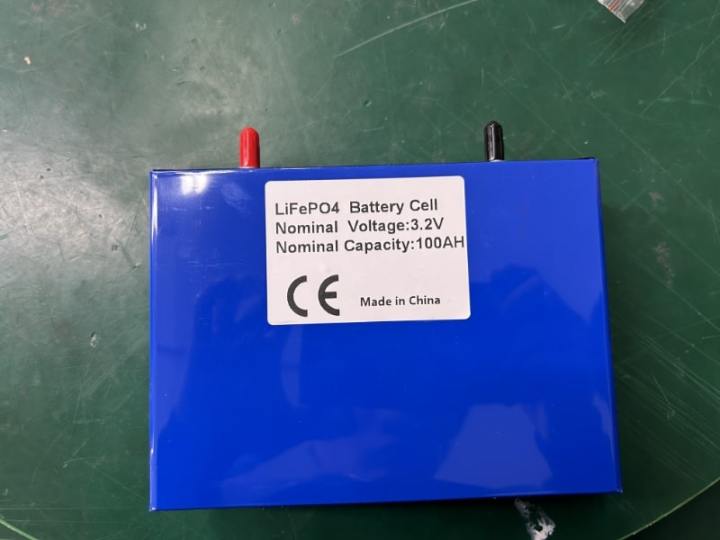 LiFePO4 Battery Cell
Nominal Voltage:3.2V
Nominal Capacity:100AH
CE
Made in China